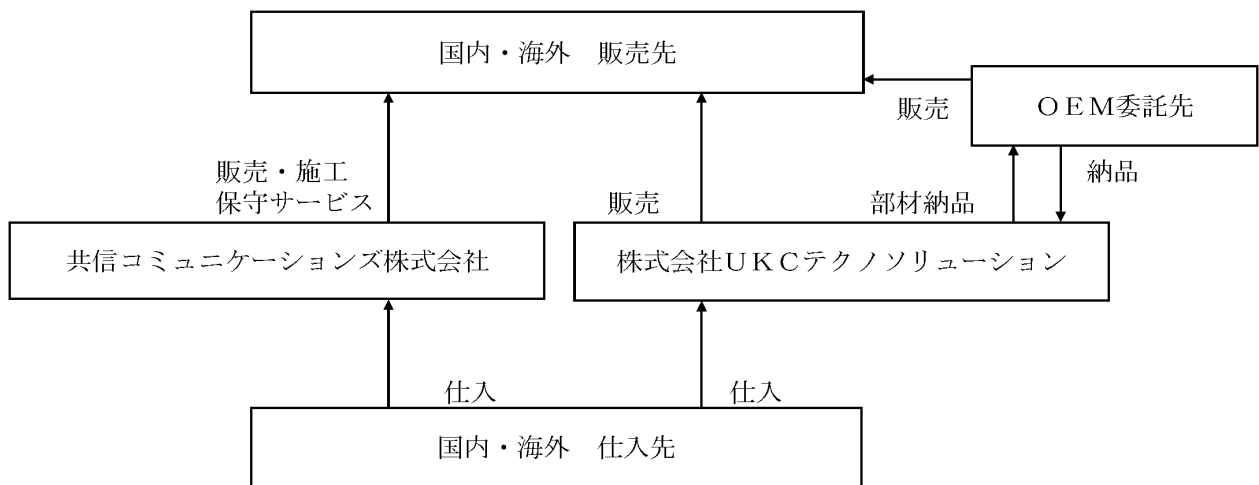 国内・海外　販売先
販売
ＯＥＭ委託先
販売・施工
保守サービス
販売
部材納品
納品
共信コミュニケーションズ株式会社
株式会社ＵＫＣテクノソリューション
仕入
仕入
国内・海外　仕入先